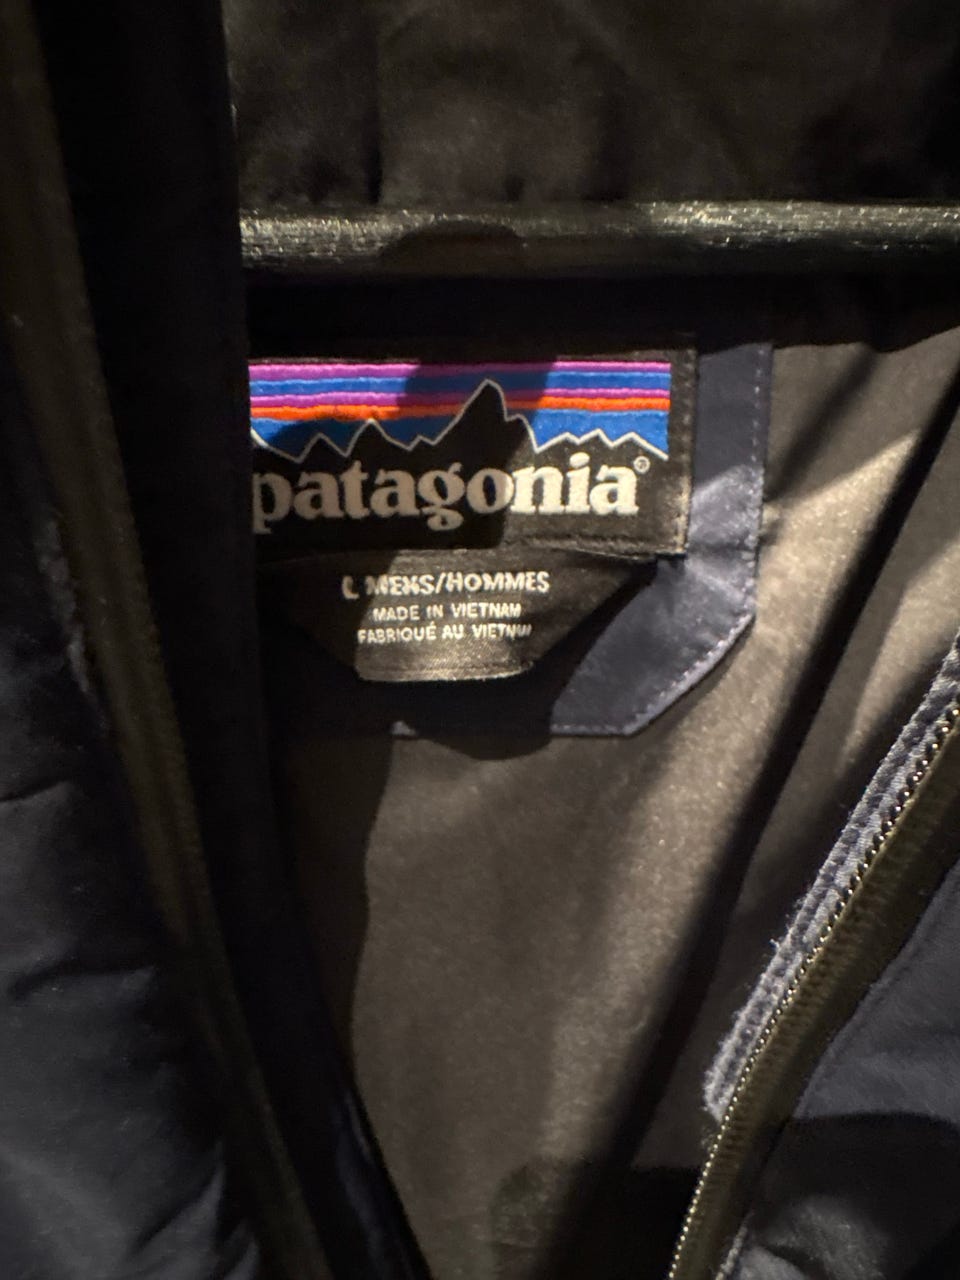 patagonia®
L MENS/HOMMES
MADE IN VIETNAM
FABRIQUÉ AU VIETNAM